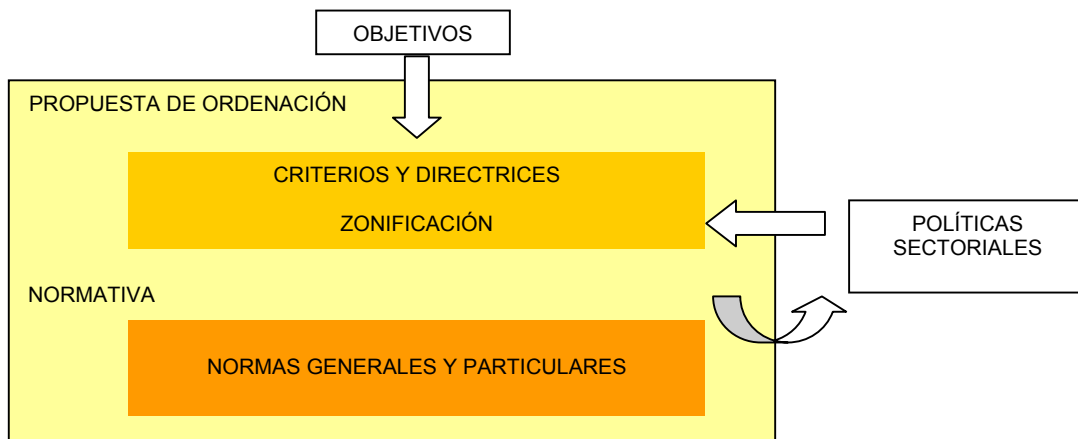 OBJETIVOS
PROPUESTA DE ORDENACIÓN
CRITERIOS Y DIRECTRICES
ZONIFICACIÓN
POLÍTICAS
SECTORIALES
NORMATIVA
NORMAS GENERALES Y PARTICULARES